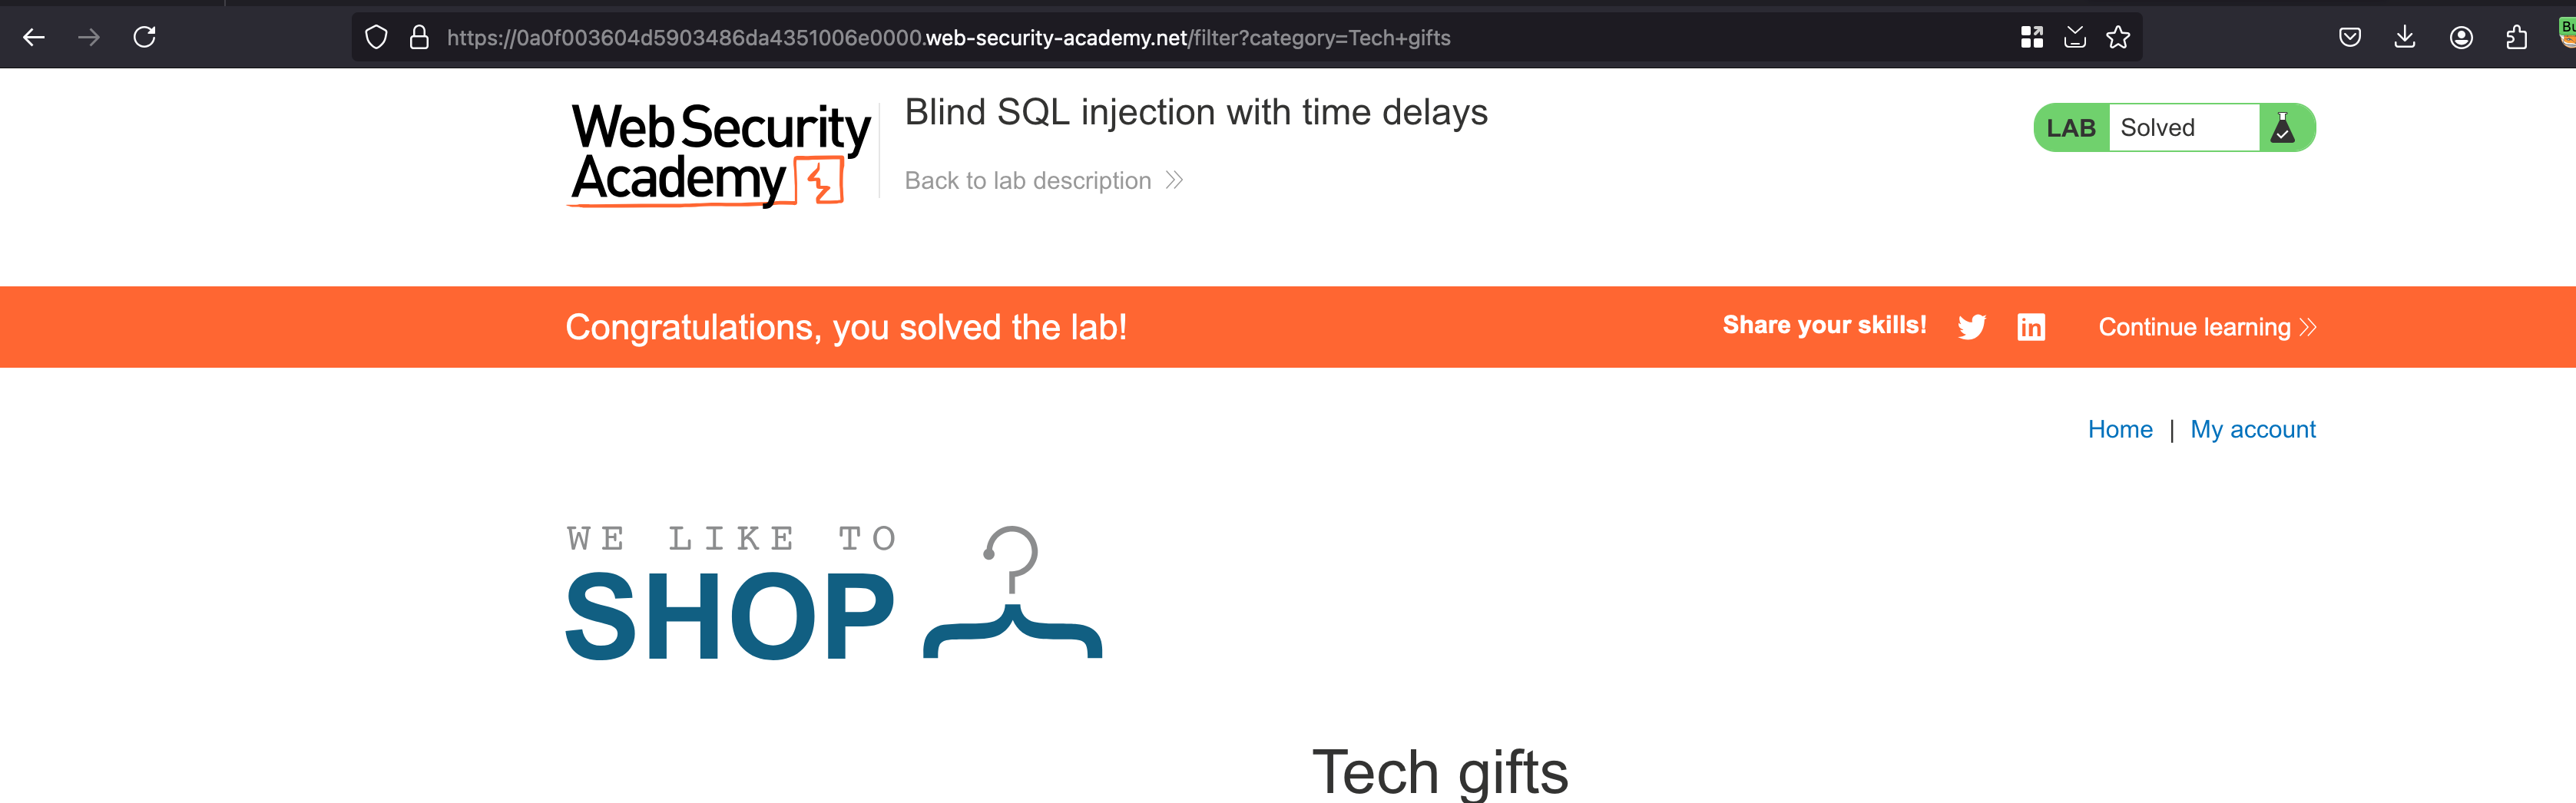 https://0a0f003604d5903486da4351006e0000.web-security-academy.net/filter?category=Tech+gifts
Bu
Web Security
Academy
Blind SQL injection with time delays
Back to lab description
LAB Solved
Congratulations, you solved the lab!
Share your skills!
in
Continue learning
Home | My account
WE LIKE TO
SHOP
Tech gifts